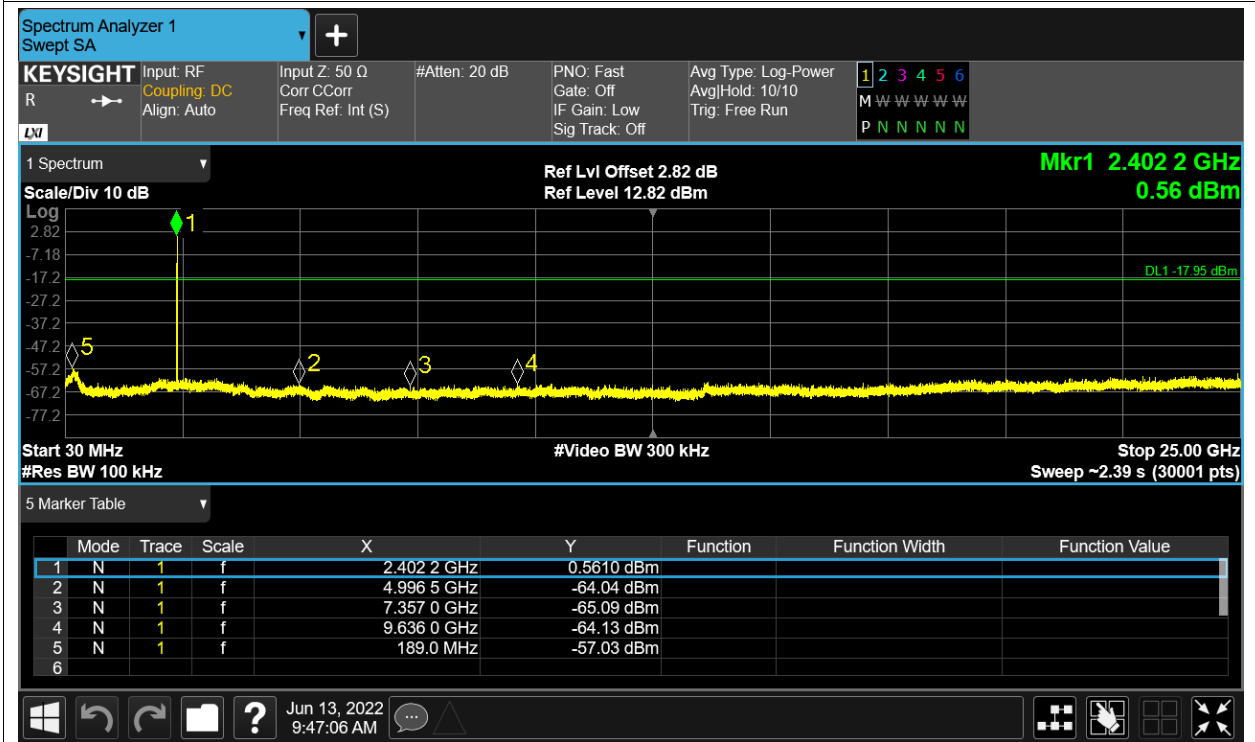 Spectrum Analyzer 1
Swept SA
+
KEYSIGHT
R
LXI
Input: RF
Coupling: DC
Align: Auto
Input Z: 50 Ω
Corr CCorr
Freq Ref: Int (S)
#Atten: 20 dB
PNO: Fast
Gate: Off
IF Gain: Low
Sig Track: Off
Avg Type: Log-Power
Avg|Hold: 10/10
Trig: Free Run
1 2 3 4 5 6
M W W W W W
P N N N N N
1 Spectrum
Scale/Div 10 dB
Ref Lvl Offset 2.82 dB
Ref Level 12.82 dBm
Mkr1 2.402 2 GHz
0.56 dBm
Log
2.82
-7.18
-17.2
-27.2
-37.2
-47.2
-57.2
-67.2
-77.2
1
DL1 -17.95 dBm
5
2
3
4
Start 30 MHz
#Res BW 100 kHz
#Video BW 300 kHz
Stop 25.00 GHz
Sweep ~2.39 s (30001 pts)
5 Marker Table
Mode Trace Scale X Y Function Function Width Function Value
1 N 1 f 2.402 2 GHz 0.5610 dBm
2 N 1 f 4.996 5 GHz -64.04 dBm
3 N 1 f 7.357 0 GHz -65.09 dBm
4 N 1 f 9.636 0 GHz -64.13 dBm
5 N 1 f 189.0 MHz -57.03 dBm
6
?
Jun 13, 2022
9:47:06 AM